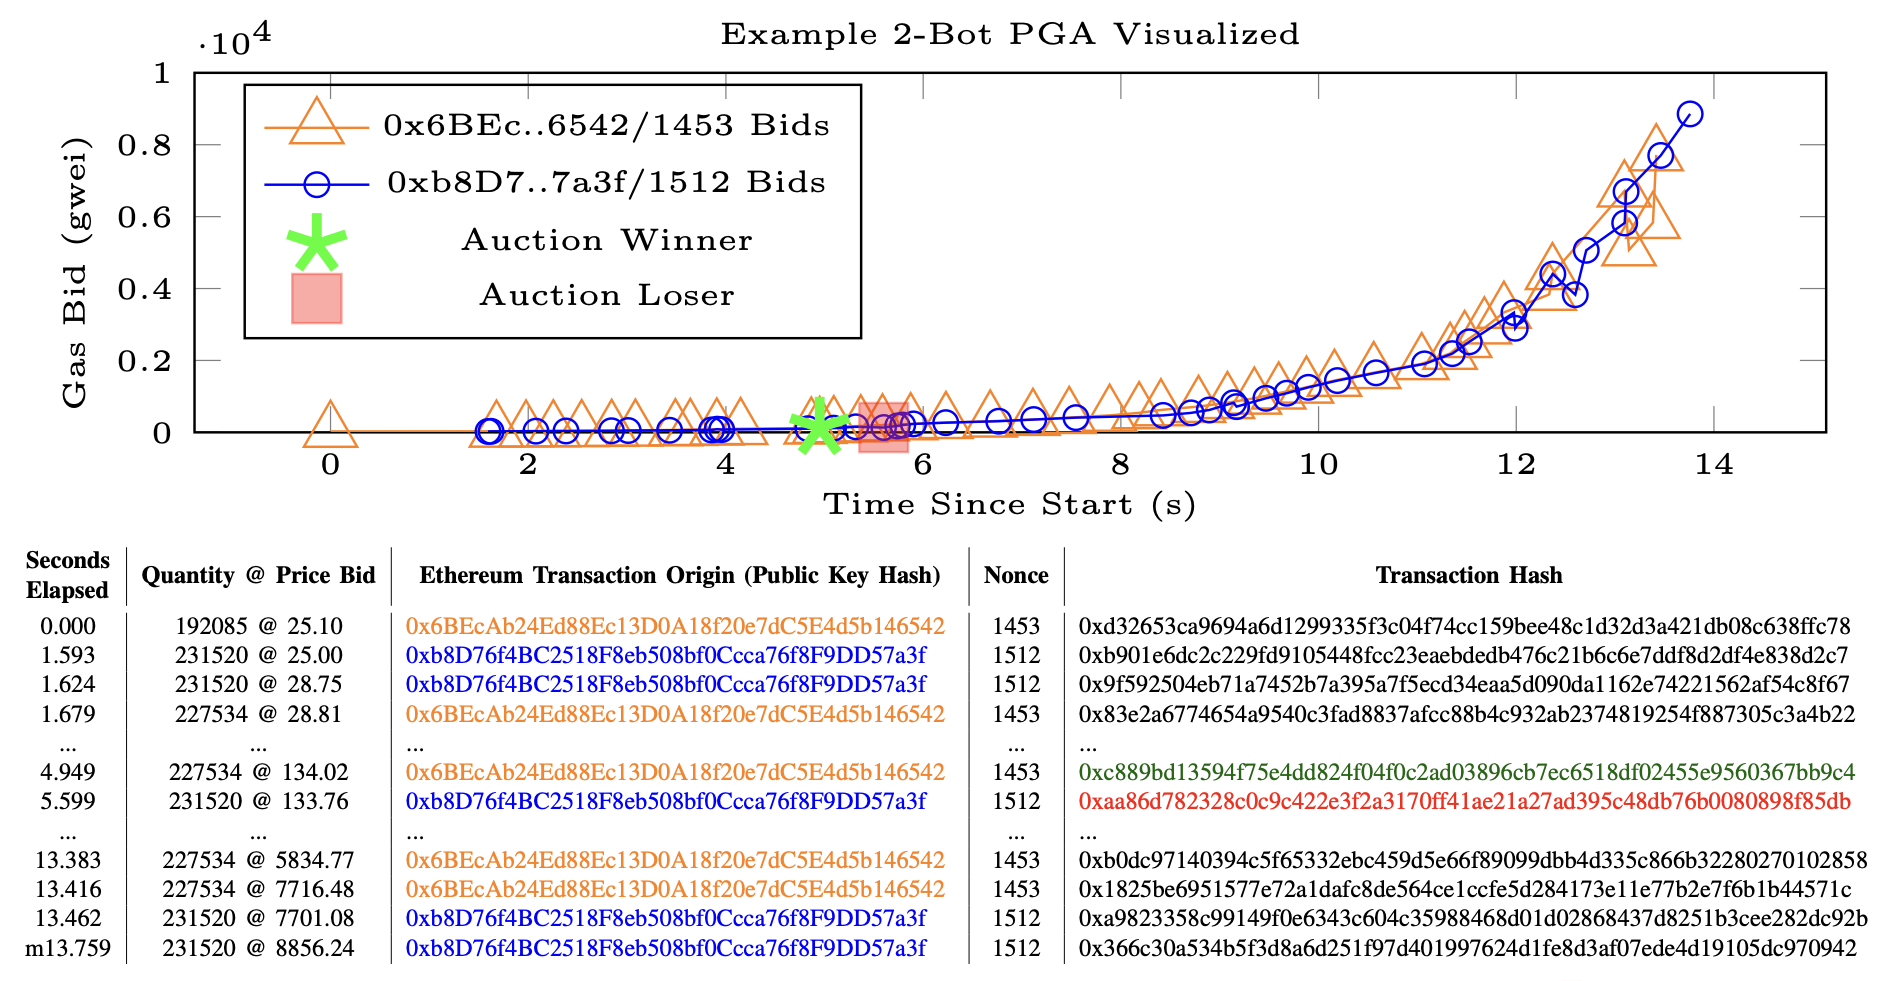 Example 2-Bot PGA Visualized
·10⁴
1
0.8
0.6
0.4
0.2
0
Gas Bid (gwei)
0x6BEc..6542/1453 Bids
0xb8D7..7a3f/1512 Bids
Auction Winner
Auction Loser
0 2 4 6 8 10 12 14
Time Since Start (s)
Seconds Elapsed | Quantity @ Price Bid | Ethereum Transaction Origin (Public Key Hash) | Nonce | Transaction Hash
0.000 | 192085 @ 25.10 | 0x6BEcAb24Ed88Ec13D0A18f20e7dC5E4d5b146542 | 1453 | 0xd32653ca9694a6d1299335f3c04f74cc159bee48c1d32d3a421db08c638ffc78
1.593 | 231520 @ 25.00 | 0xb8D76f4BC2518F8eb508bf0Ccca76f8F9DD57a3f | 1512 | 0xb901e6dc2c229fd9105448fcc23eaebdedb476c21b6c6e7ddf8d2df4e838d2c7
1.624 | 231520 @ 28.75 | 0xb8D76f4BC2518F8eb508bf0Ccca76f8F9DD57a3f | 1512 | 0x9f592504eb71a7452b7a395a7f5ecd34eaa5d090da1162e74221562af54c8f67
1.679 | 227534 @ 28.81 | 0x6BEcAb24Ed88Ec13D0A18f20e7dC5E4d5b146542 | 1453 | 0x83e2a6774654a9540c3fad8837afcc88b4c932ab2374819254f887305c3a4b22
... | ... | ... | ... | ...
4.949 | 227534 @ 134.02 | 0x6BEcAb24Ed88Ec13D0A18f20e7dC5E4d5b146542 | 1453 | 0xc889bd13594f75e4dd824f04f0c2ad03896cb7ec6518df02455e9560367bb9c4
5.599 | 231520 @ 133.76 | 0xb8D76f4BC2518F8eb508bf0Ccca76f8F9DD57a3f | 1512 | 0xaa86d782328c0c9c422e3f2a3170ff41ae21a27ad395c48db76b0080898f85db
... | ... | ... | ... | ...
13.383 | 227534 @ 5834.77 | 0x6BEcAb24Ed88Ec13D0A18f20e7dC5E4d5b146542 | 1453 | 0xb0dc97140394c5f65332ebc459d5e66f89099dbb4d335c866b32280270102858
13.416 | 227534 @ 7716.48 | 0x6BEcAb24Ed88Ec13D0A18f20e7dC5E4d5b146542 | 1453 | 0x1825be6951577e72a1dafc8de564ce1ccfe5d284173e11e77b2e7f6b1b44571c
13.462 | 231520 @ 7701.08 | 0xb8D76f4BC2518F8eb508bf0Ccca76f8F9DD57a3f | 1512 | 0xa9823358c99149f0e6343c604c35988468d01d02868437d8251b3cee282dc92b
m13.759 | 231520 @ 8856.24 | 0xb8D76f4BC2518F8eb508bf0Ccca76f8F9DD57a3f | 1512 | 0x366c30a534b5f3d8a6d251f97d401997624d1fe8d3af07ede4d19105dc970942